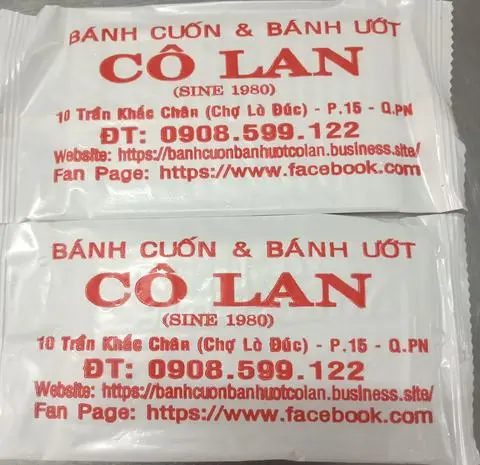 BÁNH CUỐN & BÁNH ƯỚT
CÔ LAN
(SINE 1980)
10 Trần Khắc Chân (Chợ Lò Đúc) - P.15 - Q.PN
ĐT: 0908.599.122
Website: https://banhcuonbanhuotcolan.business.site/
Fan Page: https://www.facebook.com
BÁNH CUỐN & BÁNH ƯỚT
CÔ LAN
(SINE 1980)
10 Trần Khắc Chân (Chợ Lò Đúc) - P.15 - Q.PN
ĐT: 0908.599.122
Website: https://banhcuonbanhuotcolan.business.site/
Fan Page: https://www.facebook.com